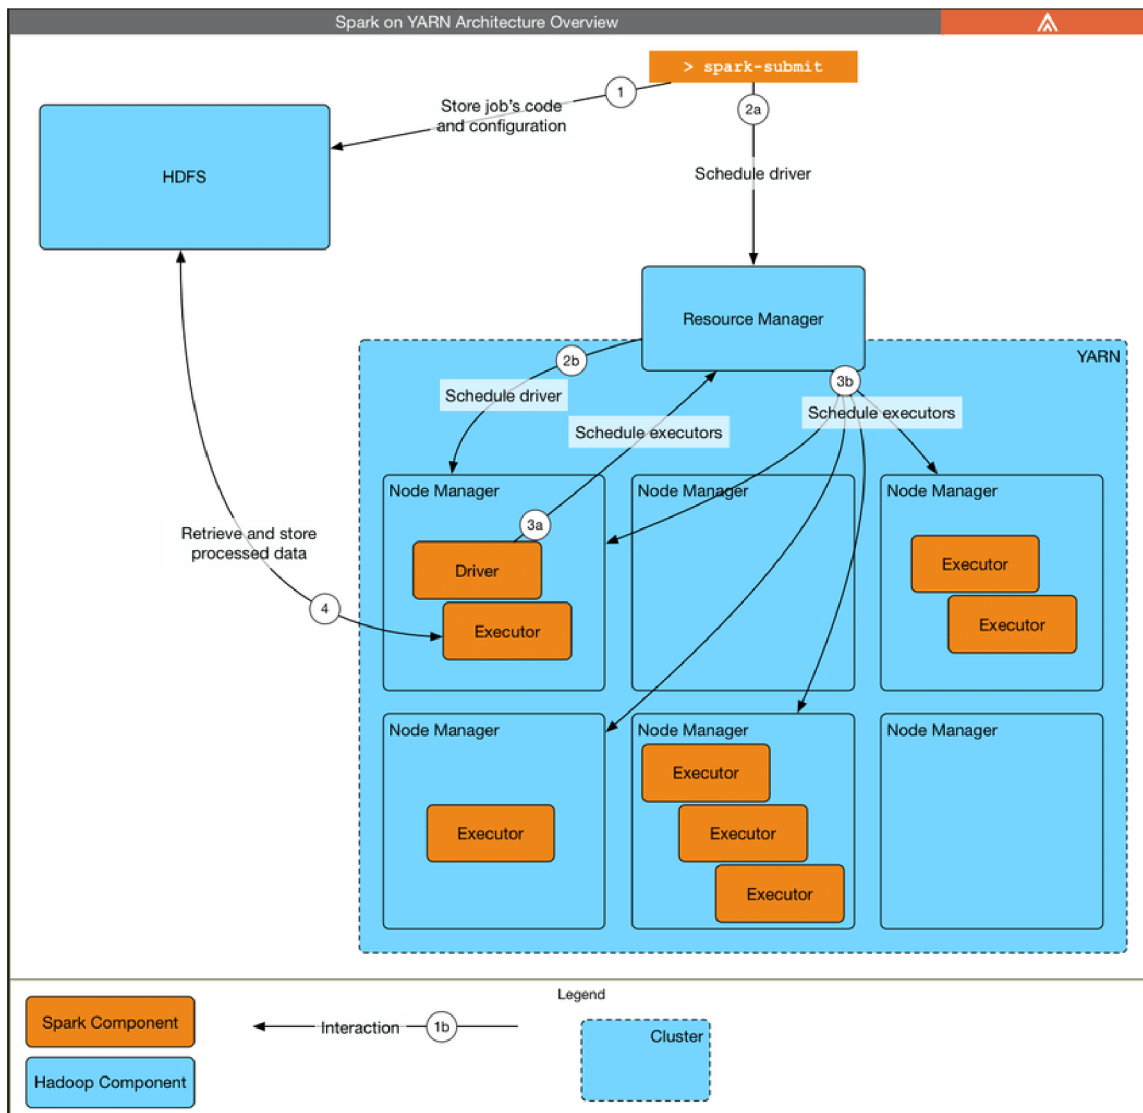 Spark on YARN Architecture Overview
> spark-submit
1
Store job's code
and configuration
2a
HDFS
Schedule driver
Resource Manager
YARN
2b
3b
Schedule driver
Schedule executors
Schedule executors
Node Manager
Node Manager
Node Manager
3a
Retrieve and store
processed data
Driver
Executor
Executor
Executor
4
Node Manager
Node Manager
Node Manager
Executor
Executor
Executor
Executor
Legend
Spark Component
Interaction
1b
Cluster
Hadoop Component